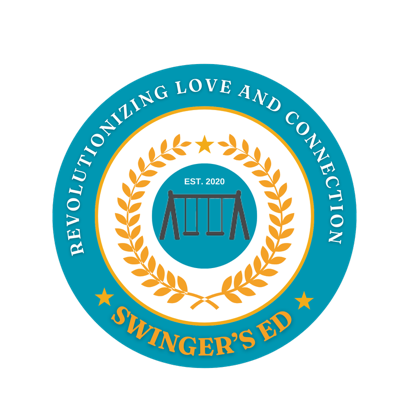 REVOLUTIONIZING LOVE AND CONNECTION
EST. 2020
SWINGER'S ED